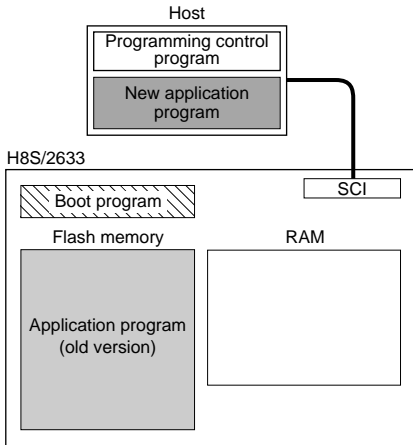 Host
Programming control
program
New application
program
H8S/2633
SCI
Boot program
Flash memory
RAM
Application program
(old version)